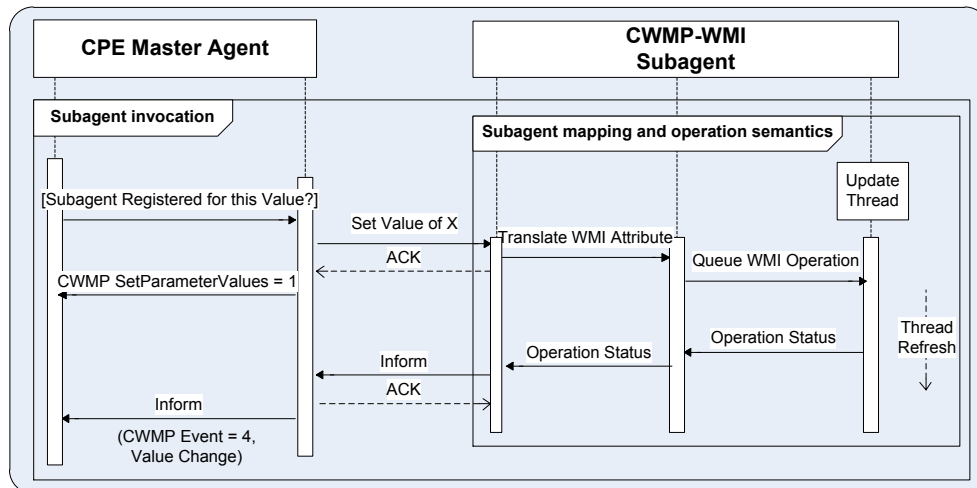 CPE Master Agent
CWMP-WMI
Subagent
Subagent invocation
Subagent mapping and operation semantics
Update
Thread
[Subagent Registered for this Value?]
Set Value of X
Translate WMI Attribute
ACK
Queue WMI Operation
CWMP SetParameterValues = 1
Thread
Refresh
Operation Status
Operation Status
Inform
ACK
Inform
(CWMP Event = 4,
Value Change)